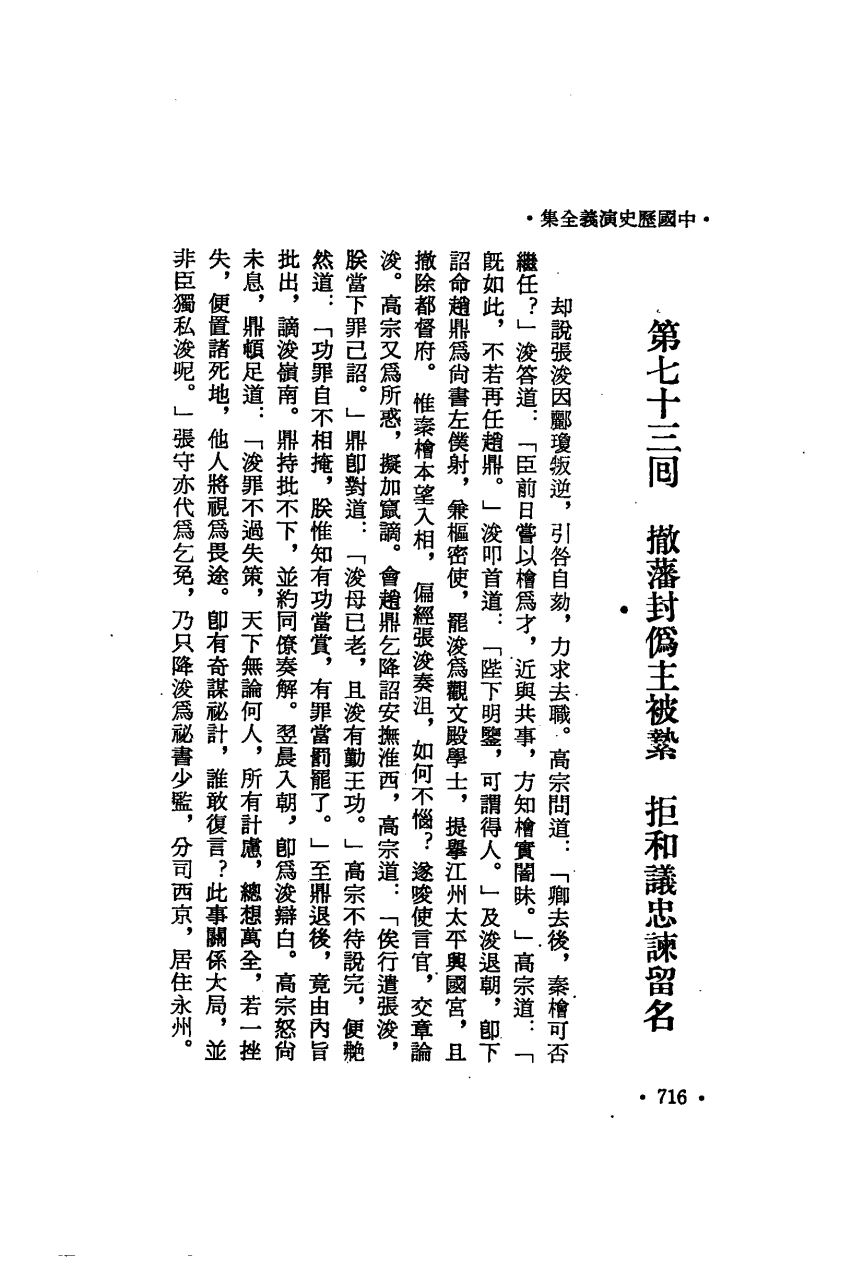 •中國歷史演義全集•
第七十三回　撤藩封偽主被縶　拒和議忠諫留名
却說張浚因酈瓊叛逆，引咎自劾，力求去職。高宗問道：「卿去後，秦檜可否
繼任？」浚答道：「臣前日嘗以檜爲才，近與共事，方知檜實闇昧。」高宗道：「
旣如此，不若再任趙鼎。」浚叩首道：「陛下明鑒，可謂得人。」及浚退朝，卽下
詔命趙鼎爲尙書左僕射，兼樞密使，罷浚爲觀文殿學士，提擧江州太平興國宮，且
撤除都督府。惟秦檜本望入相，偏經張浚奏沮，如何不惱？遂唆使言官，交章論
浚。高宗又爲所惑，擬加竄謫。會趙鼎乞降詔安撫淮西，高宗道：「俟行遣張浚，
朕當下罪己詔。」鼎卽對道：「浚母已老，且浚有勤王功。」高宗不待說完，便艴
然道：「功罪自不相掩，朕惟知有功當賞，有罪當罰罷了。」至鼎退後，竟由內旨
批出，謫浚嶺南。鼎持批不下，並約同僚奏解。翌晨入朝，卽爲浚辯白。高宗怒尙
未息，鼎頓足道：「浚罪不過失策，天下無論何人，所有計慮，總想萬全，若一挫
失，便置諸死地，他人將視爲畏途。卽有奇謀祕計，誰敢復言？此事關係大局，並
非臣獨私浚呢。」張守亦代爲乞免，乃只降浚爲祕書少監，分司西京，居住永州。
•716•